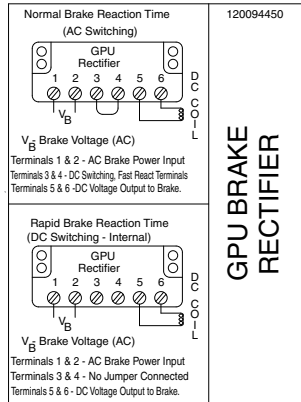 Normal Brake Reaction Time
(AC Switching)
GPU
Rectifier
1 2 3 4 5 6
VB
DC COIL
VB- Brake Voltage (AC)
Terminals 1 & 2 - AC Brake Power Input
Terminals 3 & 4 - DC Switching, Fast React Terminals
Terminals 5 & 6 -DC Voltage Output to Brake.
Rapid Brake Reaction Time
(DC Switching - Internal)
GPU
Rectifier
1 2 3 4 5 6
VB
DC COIL
VB- Brake Voltage (AC)
Terminals 1 & 2 - AC Brake Power Input
Terminals 3 & 4 - No Jumper Connected
Terminals 5 & 6 - DC Voltage Output to Brake.
120094450
GPU BRAKE
RECTIFIER